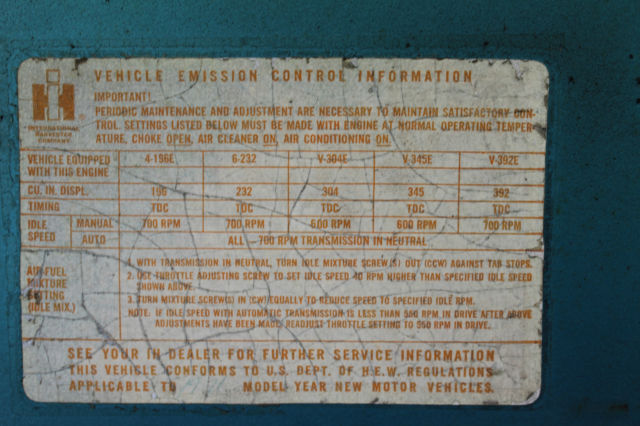 VEHICLE EMISSION CONTROL INFORMATION
IH ®
INTERNATIONAL
HARVESTER
COMPANY
IMPORTANT!
PERIODIC MAINTENANCE AND ADJUSTMENT ARE NECESSARY TO MAINTAIN SATISFACTORY CON-
TROL. SETTINGS LISTED BELOW MUST BE MADE WITH ENGINE AT NORMAL OPERATING TEMPER-
ATURE, CHOKE OPEN, AIR CLEANER ON, AIR CONDITIONING ON.
VEHICLE EQUIPPED WITH THIS ENGINE 4-196E 6-232 V-304E V-345E V-392E
CU. IN. DISPL. 196 232 304 345 392
TIMING TDC TDC TDC TDC TDC
IDLE SPEED MANUAL 700 RPM 700 RPM 600 RPM 600 RPM 700 RPM
AUTO ALL - 700 RPM TRANSMISSION IN NEUTRAL
AIR-FUEL
MIXTURE
SETTING
(IDLE MIX.)
1. WITH TRANSMISSION IN NEUTRAL, TURN IDLE MIXTURE SCREW(S) OUT (CCW) AGAINST TAB STOPS.
2. USE THROTTLE ADJUSTING SCREW TO SET IDLE SPEED RPM HIGHER THAN SPECIFIED IDLE SPEED
SHOWN ABOVE.
3. TURN MIXTURE SCREW(S) IN (CW) EQUALLY TO REDUCE SPEED TO SPECIFIED IDLE RPM.
NOTE: IF IDLE SPEED WITH AUTOMATIC TRANSMISSION IS LESS THAN 550 RPM IN DRIVE AFTER ABOVE
ADJUSTMENTS HAVE BEEN MADE READJUST THROTTLE SETTING TO 550 RPM IN DRIVE.
SEE YOUR IH DEALER FOR FURTHER SERVICE INFORMATION
THIS VEHICLE CONFORMS TO U.S. DEPT. OF H.E.W. REGULATIONS
APPLICABLE TO MODEL YEAR NEW MOTOR VEHICLES.